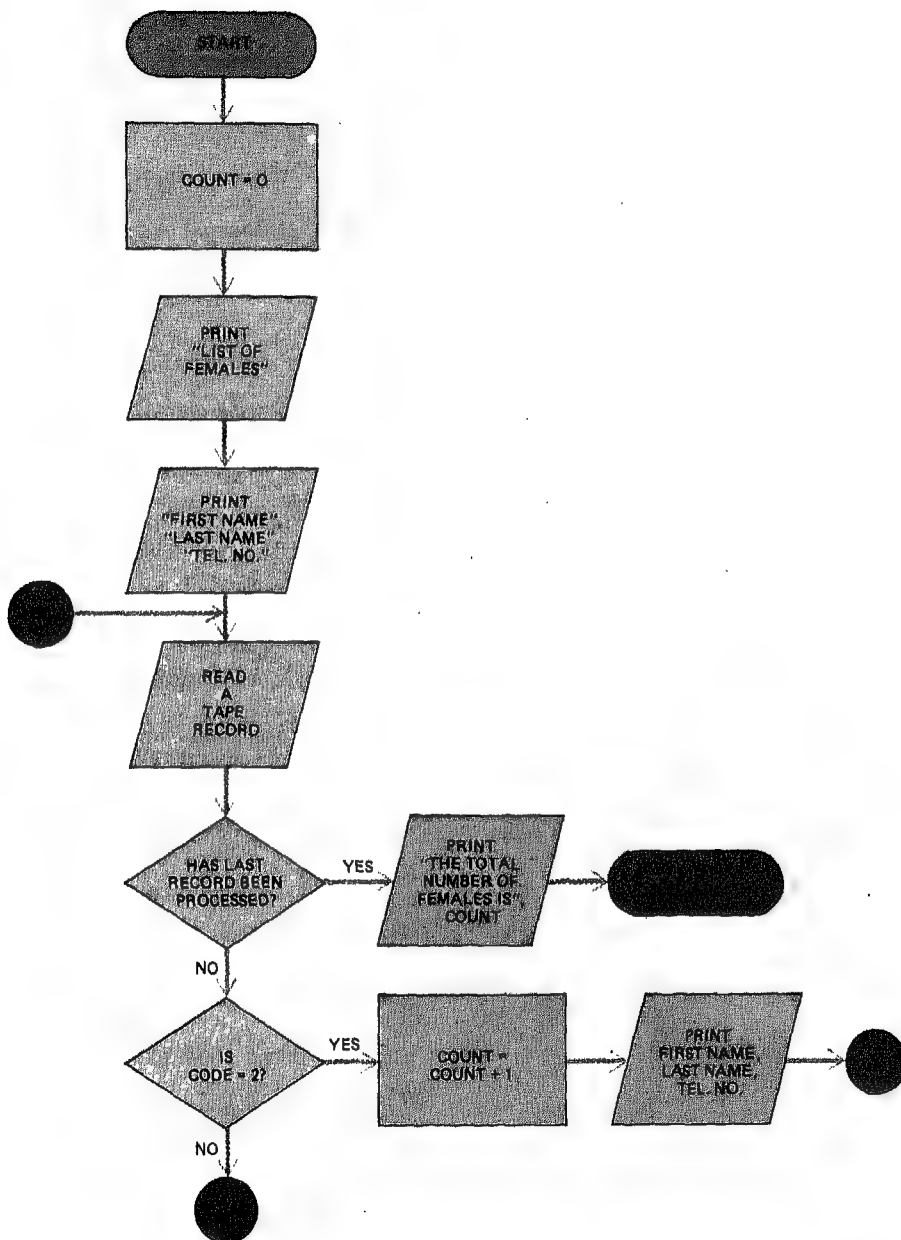 START
COUNT = 0
PRINT
"LIST OF
FEMALES"
PRINT
"FIRST NAME",
"LAST NAME"
"TEL. NO."
READ
A
TAPE
RECORD
HAS LAST
RECORD BEEN
PROCESSED?
YES
PRINT
"THE TOTAL
NUMBER OF
FEMALES IS",
COUNT
NO
IS
CODE = 2?
YES
COUNT =
COUNT + 1
PRINT
FIRST NAME,
LAST NAME,
TEL. NO.
NO